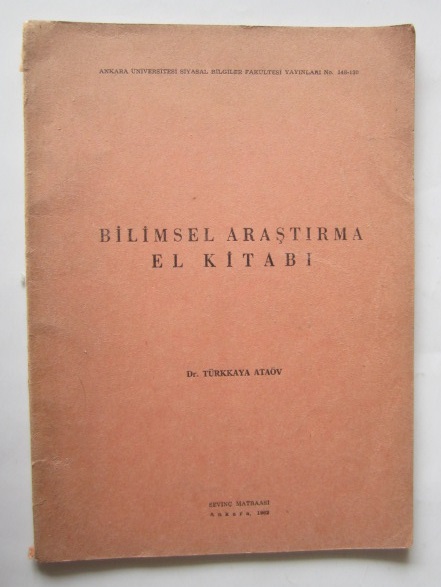 ANKARA ÜNİVERSİTESİ SİYASAL BİLGİLER FAKÜLTESİ YAYINLARI No.
BİLİMSEL ARAŞTIRMA
EL KİTABI
Dr. TÜRKKAYA ATAÖV
SEVİNÇ MATBAASI
Ankara,